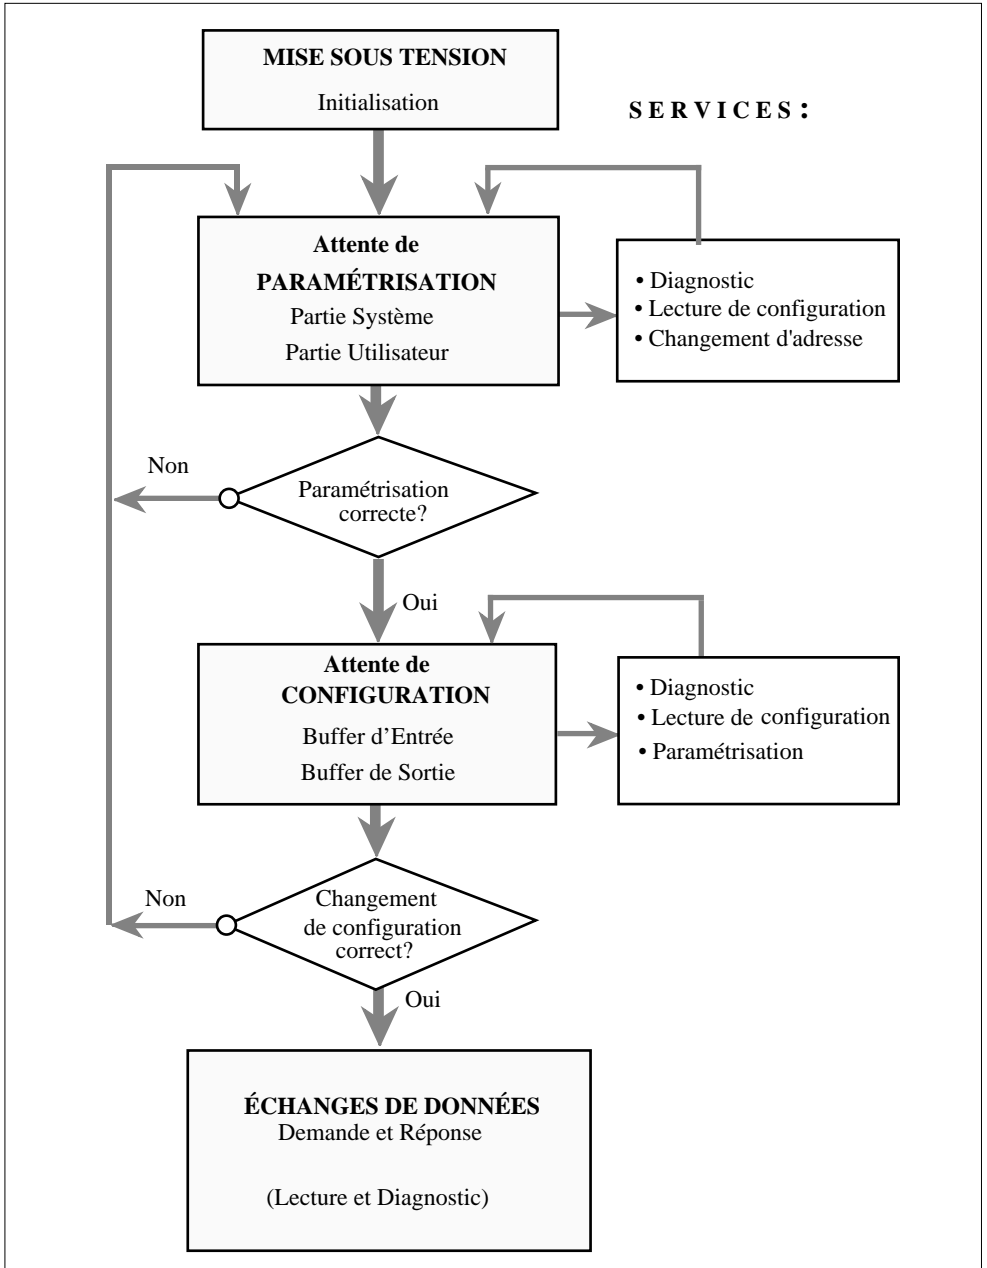 MISE SOUS TENSION
Initialisation
SERVICES:
Attente de
PARAMÉTRISATION
Partie Système
Partie Utilisateur
• Diagnostic
• Lecture de configuration
• Changement d'adresse
Non
Paramétrisation
correcte?
Oui
Attente de
CONFIGURATION
Buffer d’Entrée
Buffer de Sortie
• Diagnostic
• Lecture de configuration
• Paramétrisation
Non
Changement
de configuration
correct?
Oui
ÉCHANGES DE DONNÉES
Demande et Réponse
(Lecture et Diagnostic)